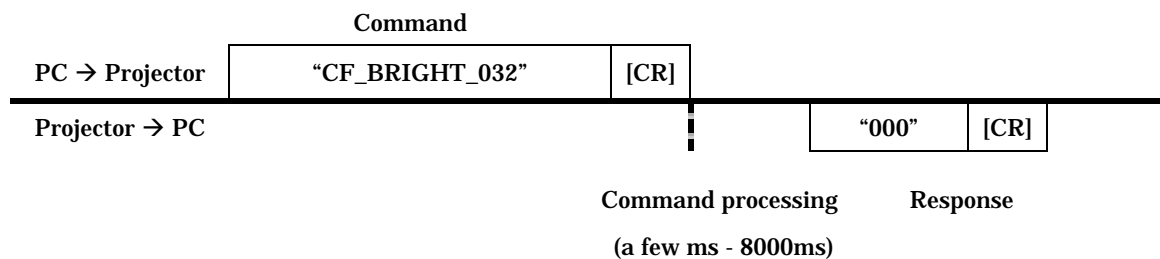 Command
PC → Projector “CF_BRIGHT_032” [CR]
Projector → PC “000” [CR]
Command processing Response
(a few ms - 8000ms)